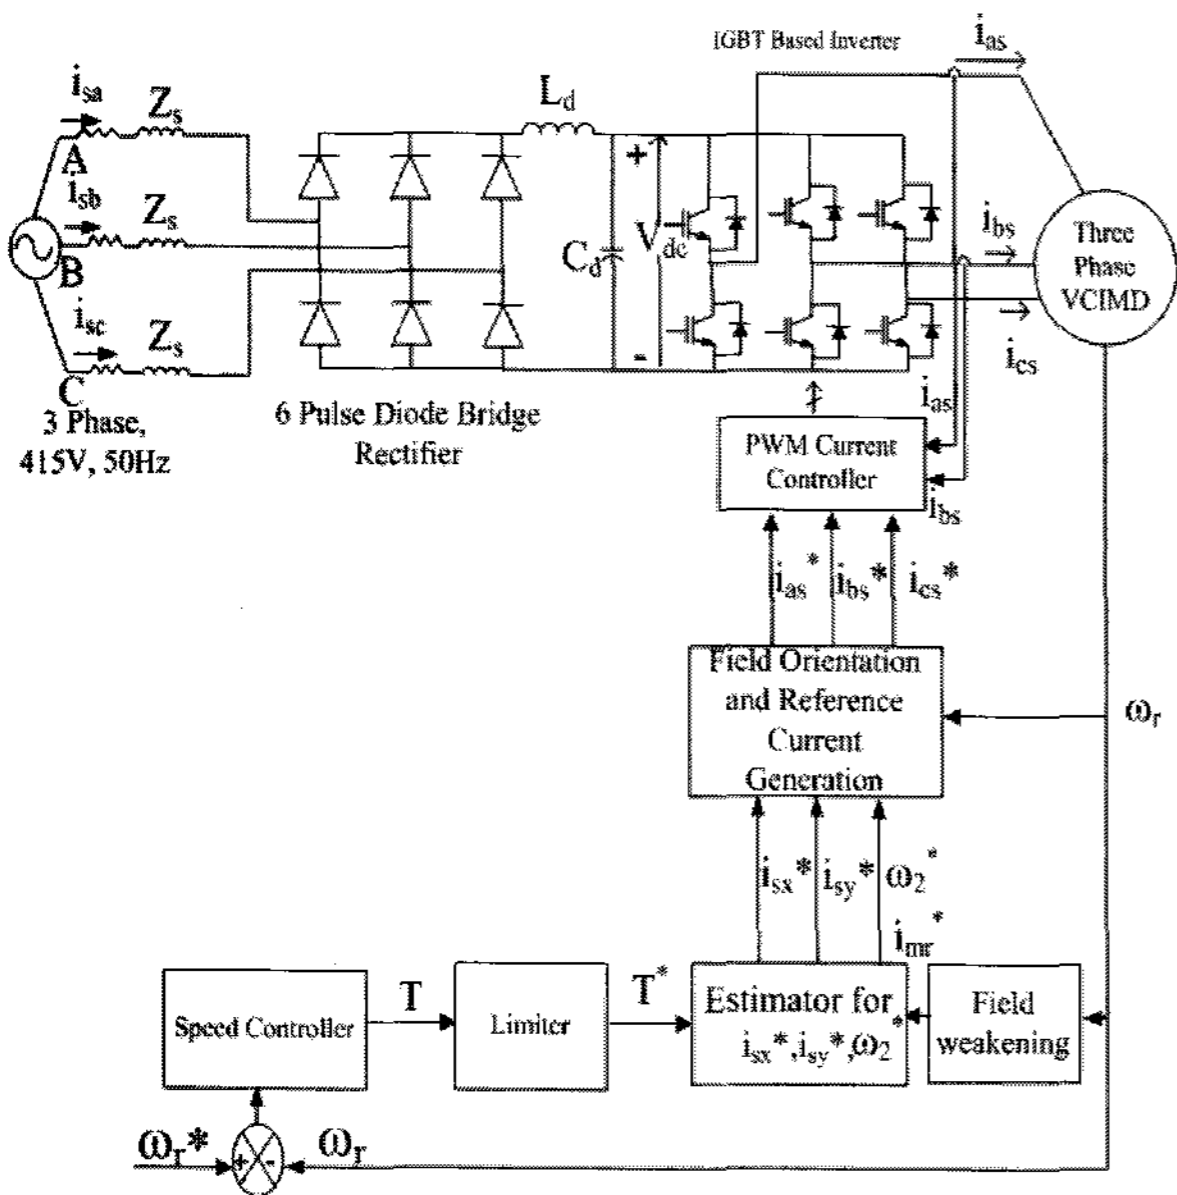 IGBT Based Inverter
i_as
i_sa
Z_s
L_d
A
i_sb
Z_s
B
C_d
+
V_dc
-
i_bs
Three
Phase
VCIMD
i_sc
Z_s
C
i_cs
3 Phase,
415V, 50Hz
6 Pulse Diode Bridge
Rectifier
i_as
PWM Current
Controller
i_bs
i_as* i_bs* i_cs*
Field Orientation
and Reference
Current
Generation
ω_r
i_sx* i_sy* ω_2*
i_mr*
Speed Controller
T
Limiter
T*
Estimator for
i_sx*,i_sy*,ω_2*
Field
weakening
ω_r*
+
-
ω_r